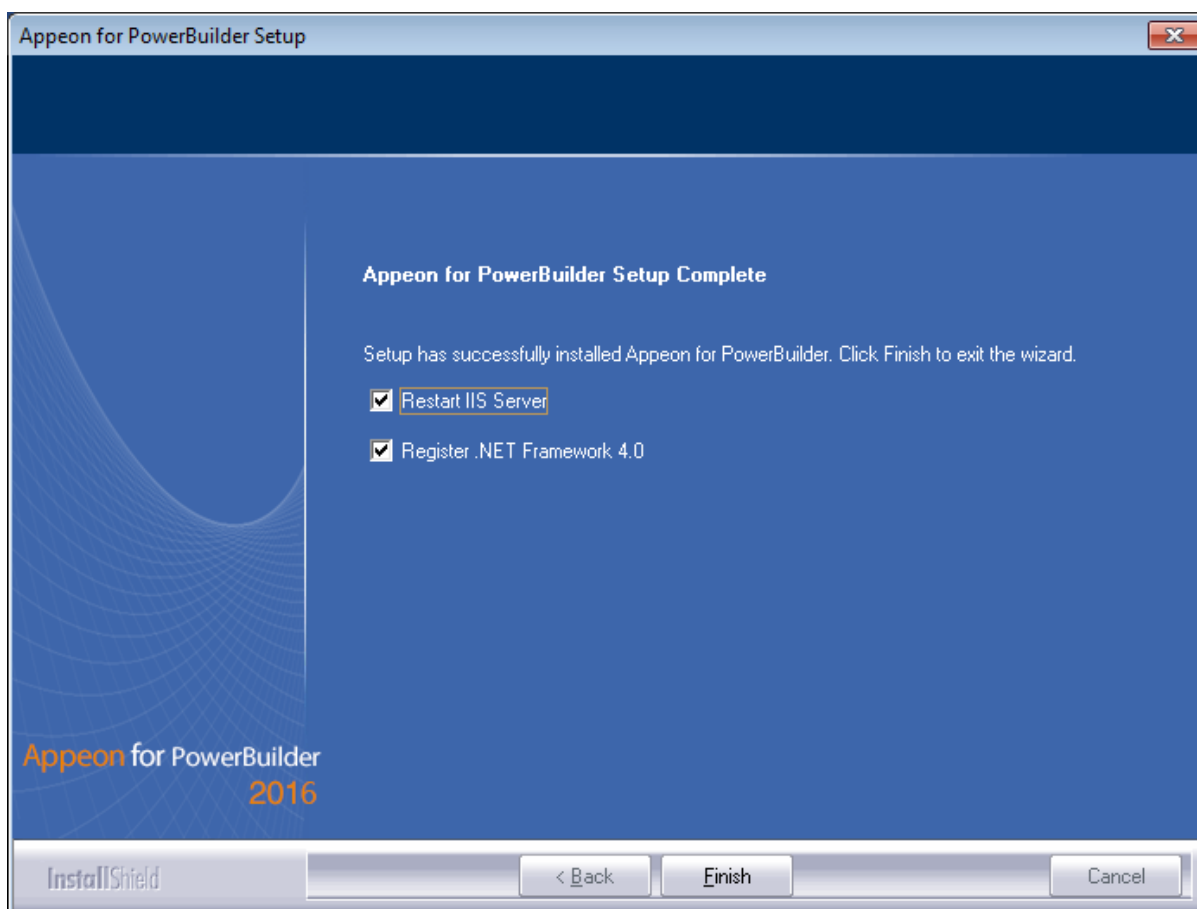 Appeon for PowerBuilder Setup
Appeon for PowerBuilder Setup Complete
Setup has successfully installed Appeon for PowerBuilder. Click Finish to exit the wizard.
Restart IIS Server
Register .NET Framework 4.0
Appeon for PowerBuilder
2016
InstallShield
< Back
Finish
Cancel